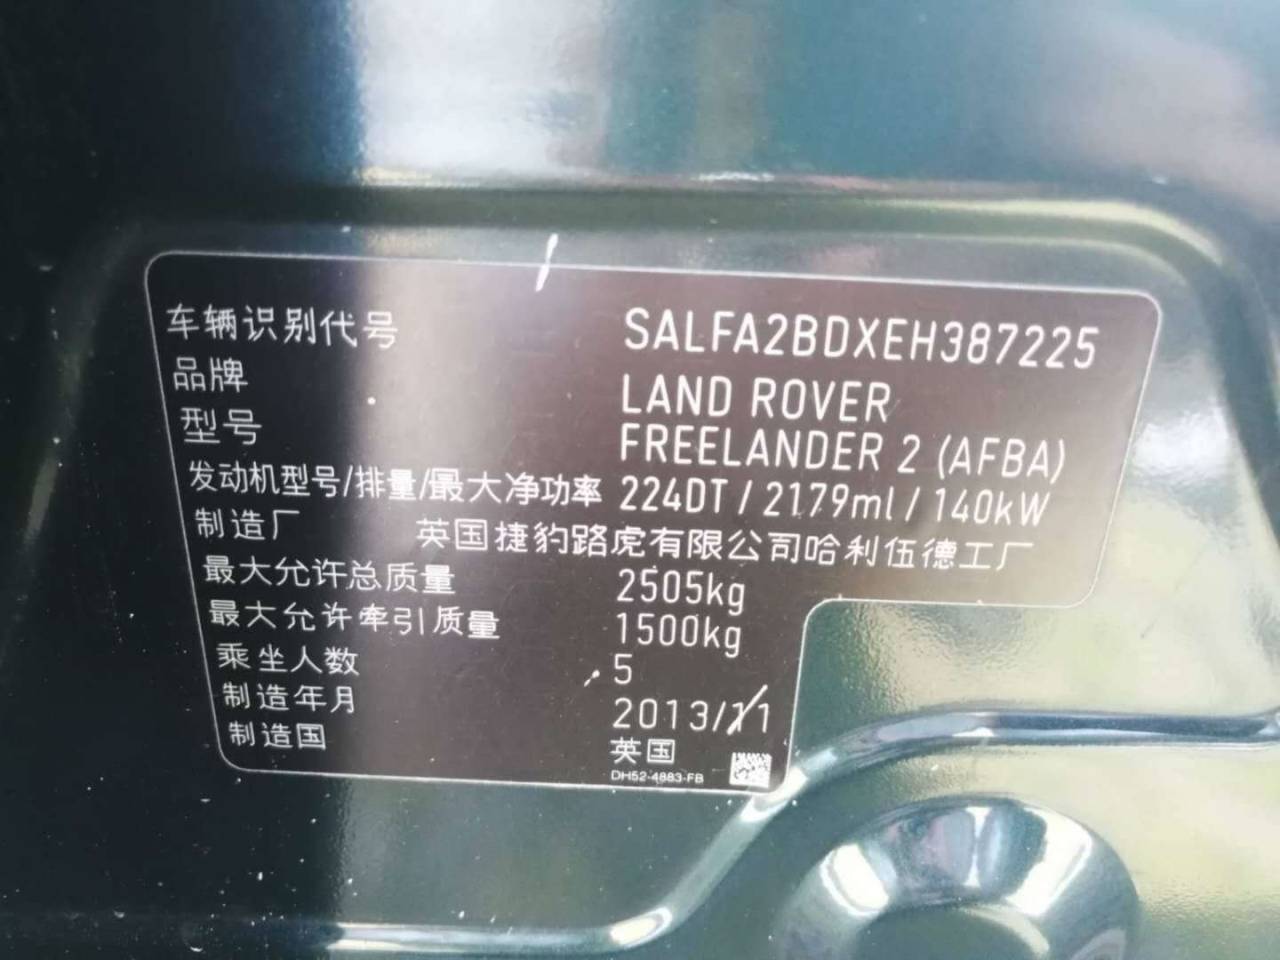 车辆识别代号 SALFA2BDXEH387225
品牌 LAND ROVER
型号 FREELANDER 2 (AFBA)
发动机型号/排量/最大净功率 224DT / 2179ml / 140kW
制造厂 英国捷豹路虎有限公司哈利伍德工厂
最大允许总质量 2505kg
最大允许牵引质量 1500kg
乘坐人数 5
制造年月 2013/11
制造国 英国
DH52-4883-FB